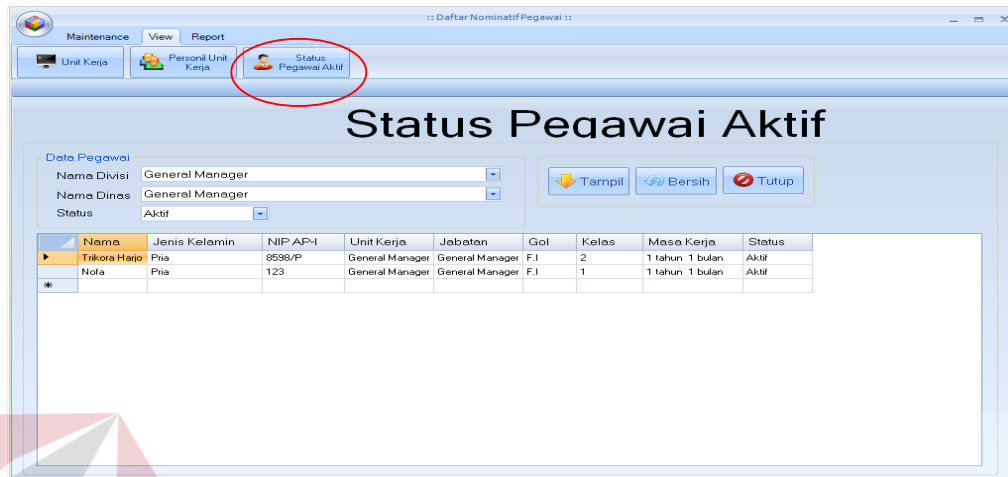 :: Daftar Nominatif Pegawai ::
Maintenance View Report
Unit Kerja
Personil Unit
Kerja
Status
Pegawai Aktif
Status Pegawai Aktif
Data Pegawai
Nama Divisi General Manager
Nama Dinas General Manager
Status Aktif
Tampil Bersih Tutup
Nama Jenis Kelamin NIP AP-I Unit Kerja Jabatan Gol Kelas Masa Kerja Status
Trikora Harjo Pria 8598/P General Manager General Manager F.I 2 1 tahun 1 bulan Aktif
Nofa Pria 123 General Manager General Manager F.I 1 1 tahun 1 bulan Aktif